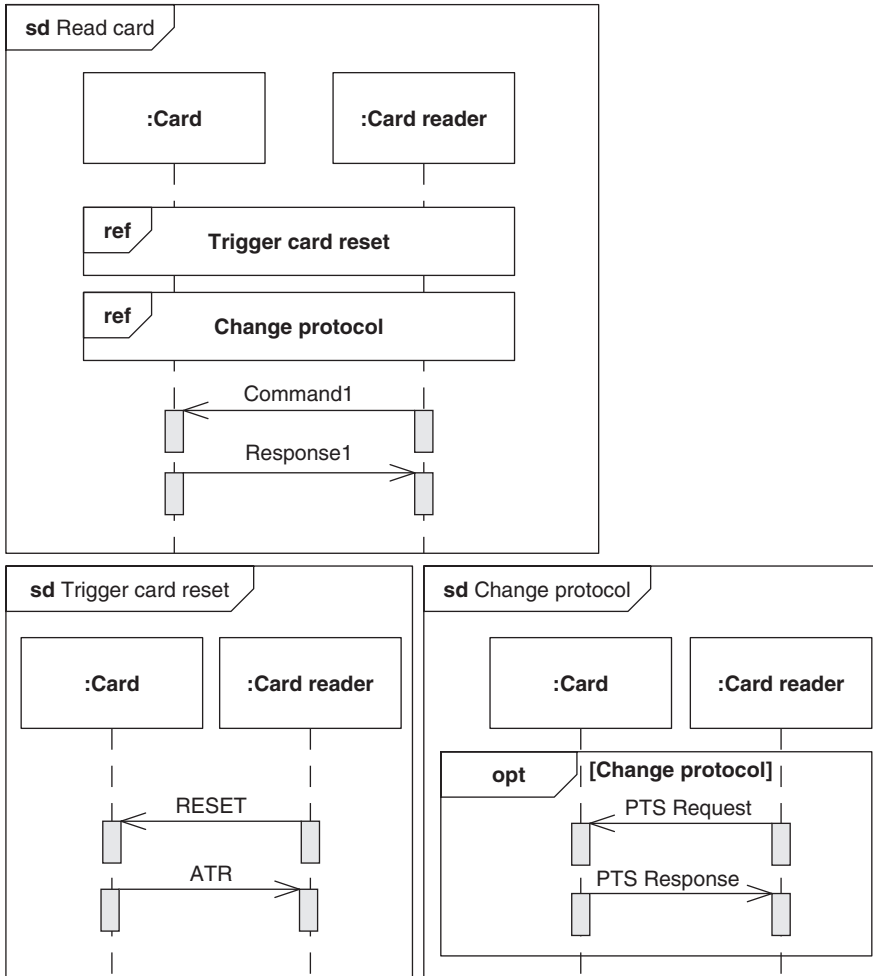 sd Read card
:Card :Card reader
ref
Trigger card reset
ref
Change protocol
Command1
Response1
sd Trigger card reset
:Card :Card reader
RESET
ATR
sd Change protocol
:Card :Card reader
opt [Change protocol]
PTS Request
PTS Response